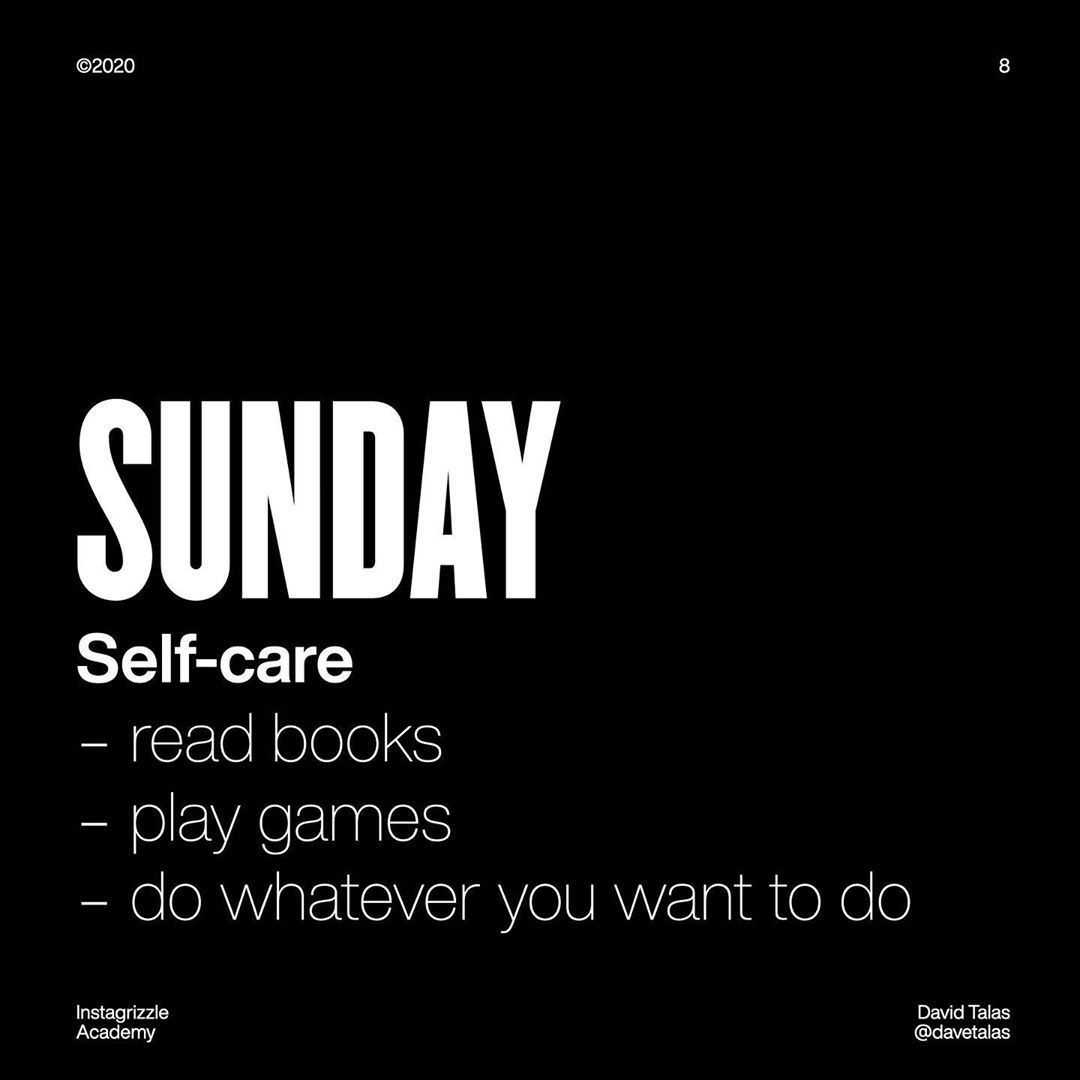 ©2020
8
SUNDAY
Self-care
– read books
– play games
– do whatever you want to do
Instagrizzle
Academy
David Talas
@davetalas